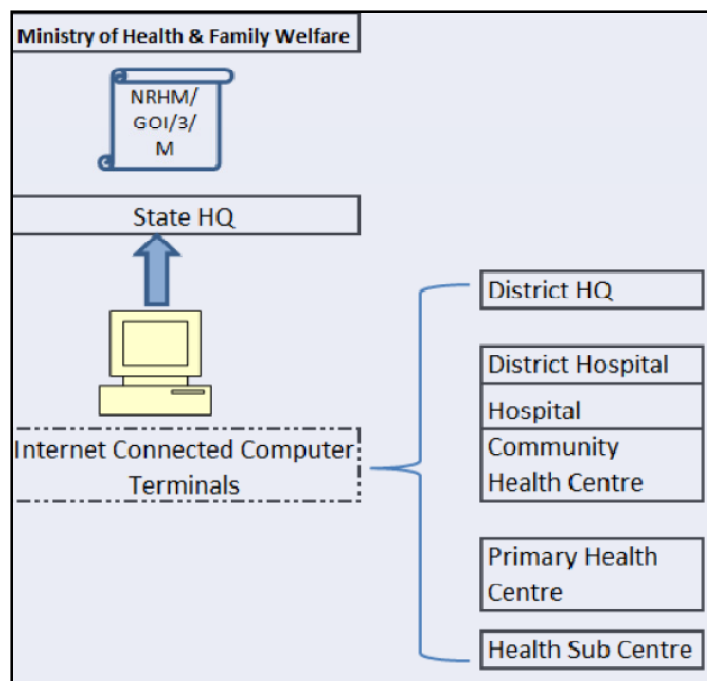 Ministry of Health & Family Welfare
NRHM/
GOI/3/
M
State HQ
Internet Connected Computer
Terminals
District HQ
District Hospital
Hospital
Community
Health Centre
Primary Health
Centre
Health Sub Centre